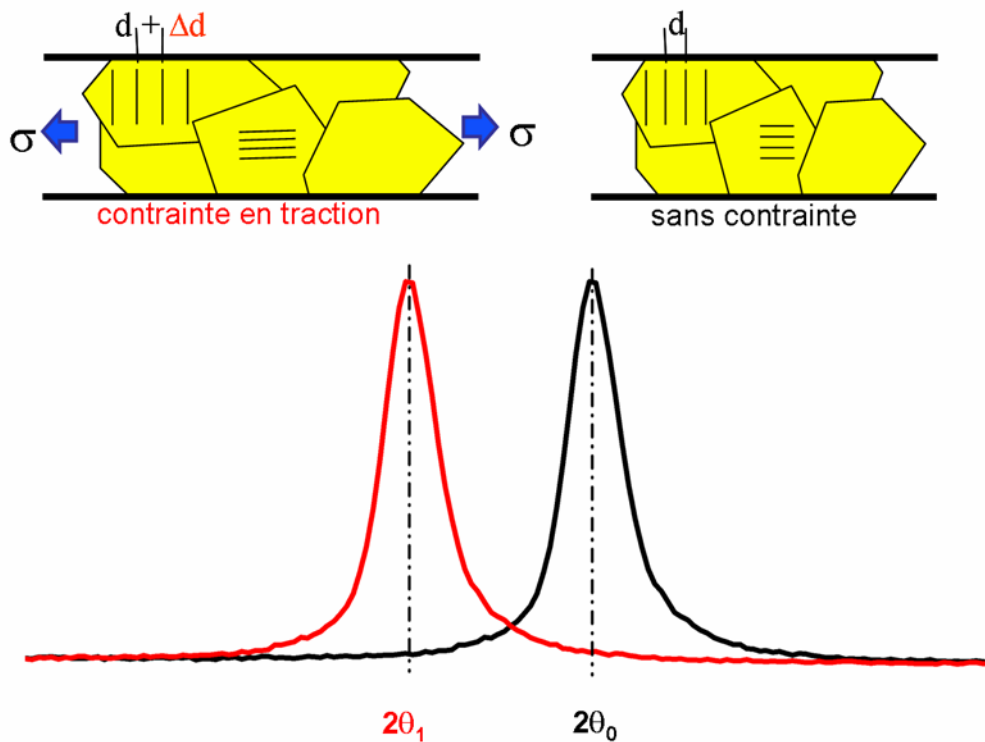 d + Δd
d
σ
σ
contrainte en traction
sans contrainte
2θ₁
2θ₀